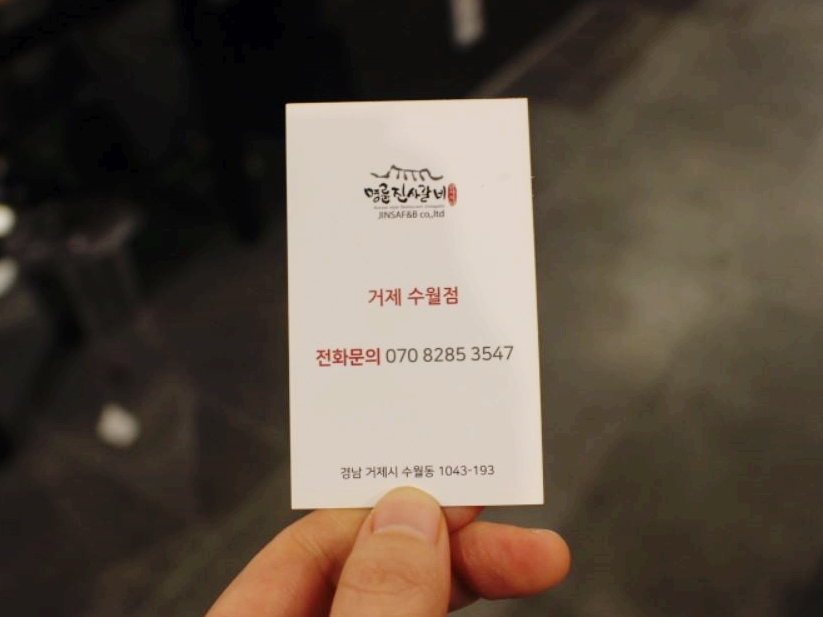 명륜진사갈비
JINSAF&B co,.ltd
거제 수월점
전화문의 070 8285 3547
경남 거제시 수월동 1043-193